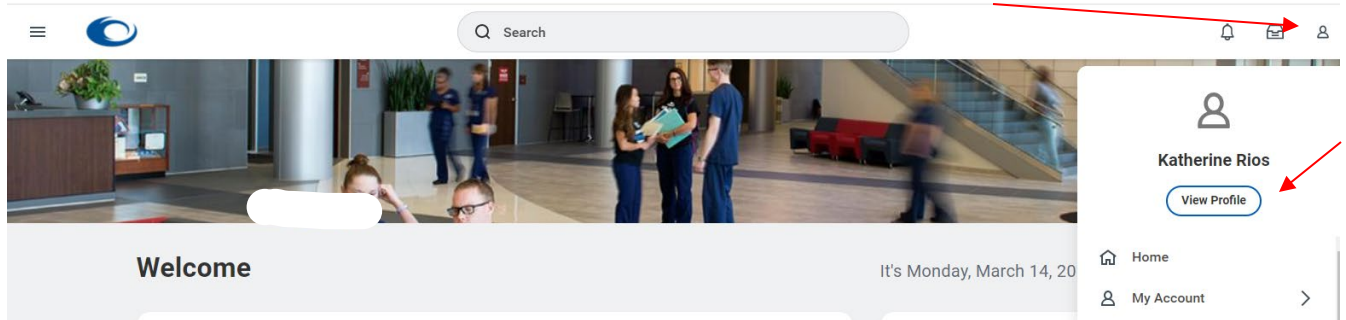 Search
Katherine Rios
View Profile
Welcome
It's Monday, March 14, 20
Home
My Account